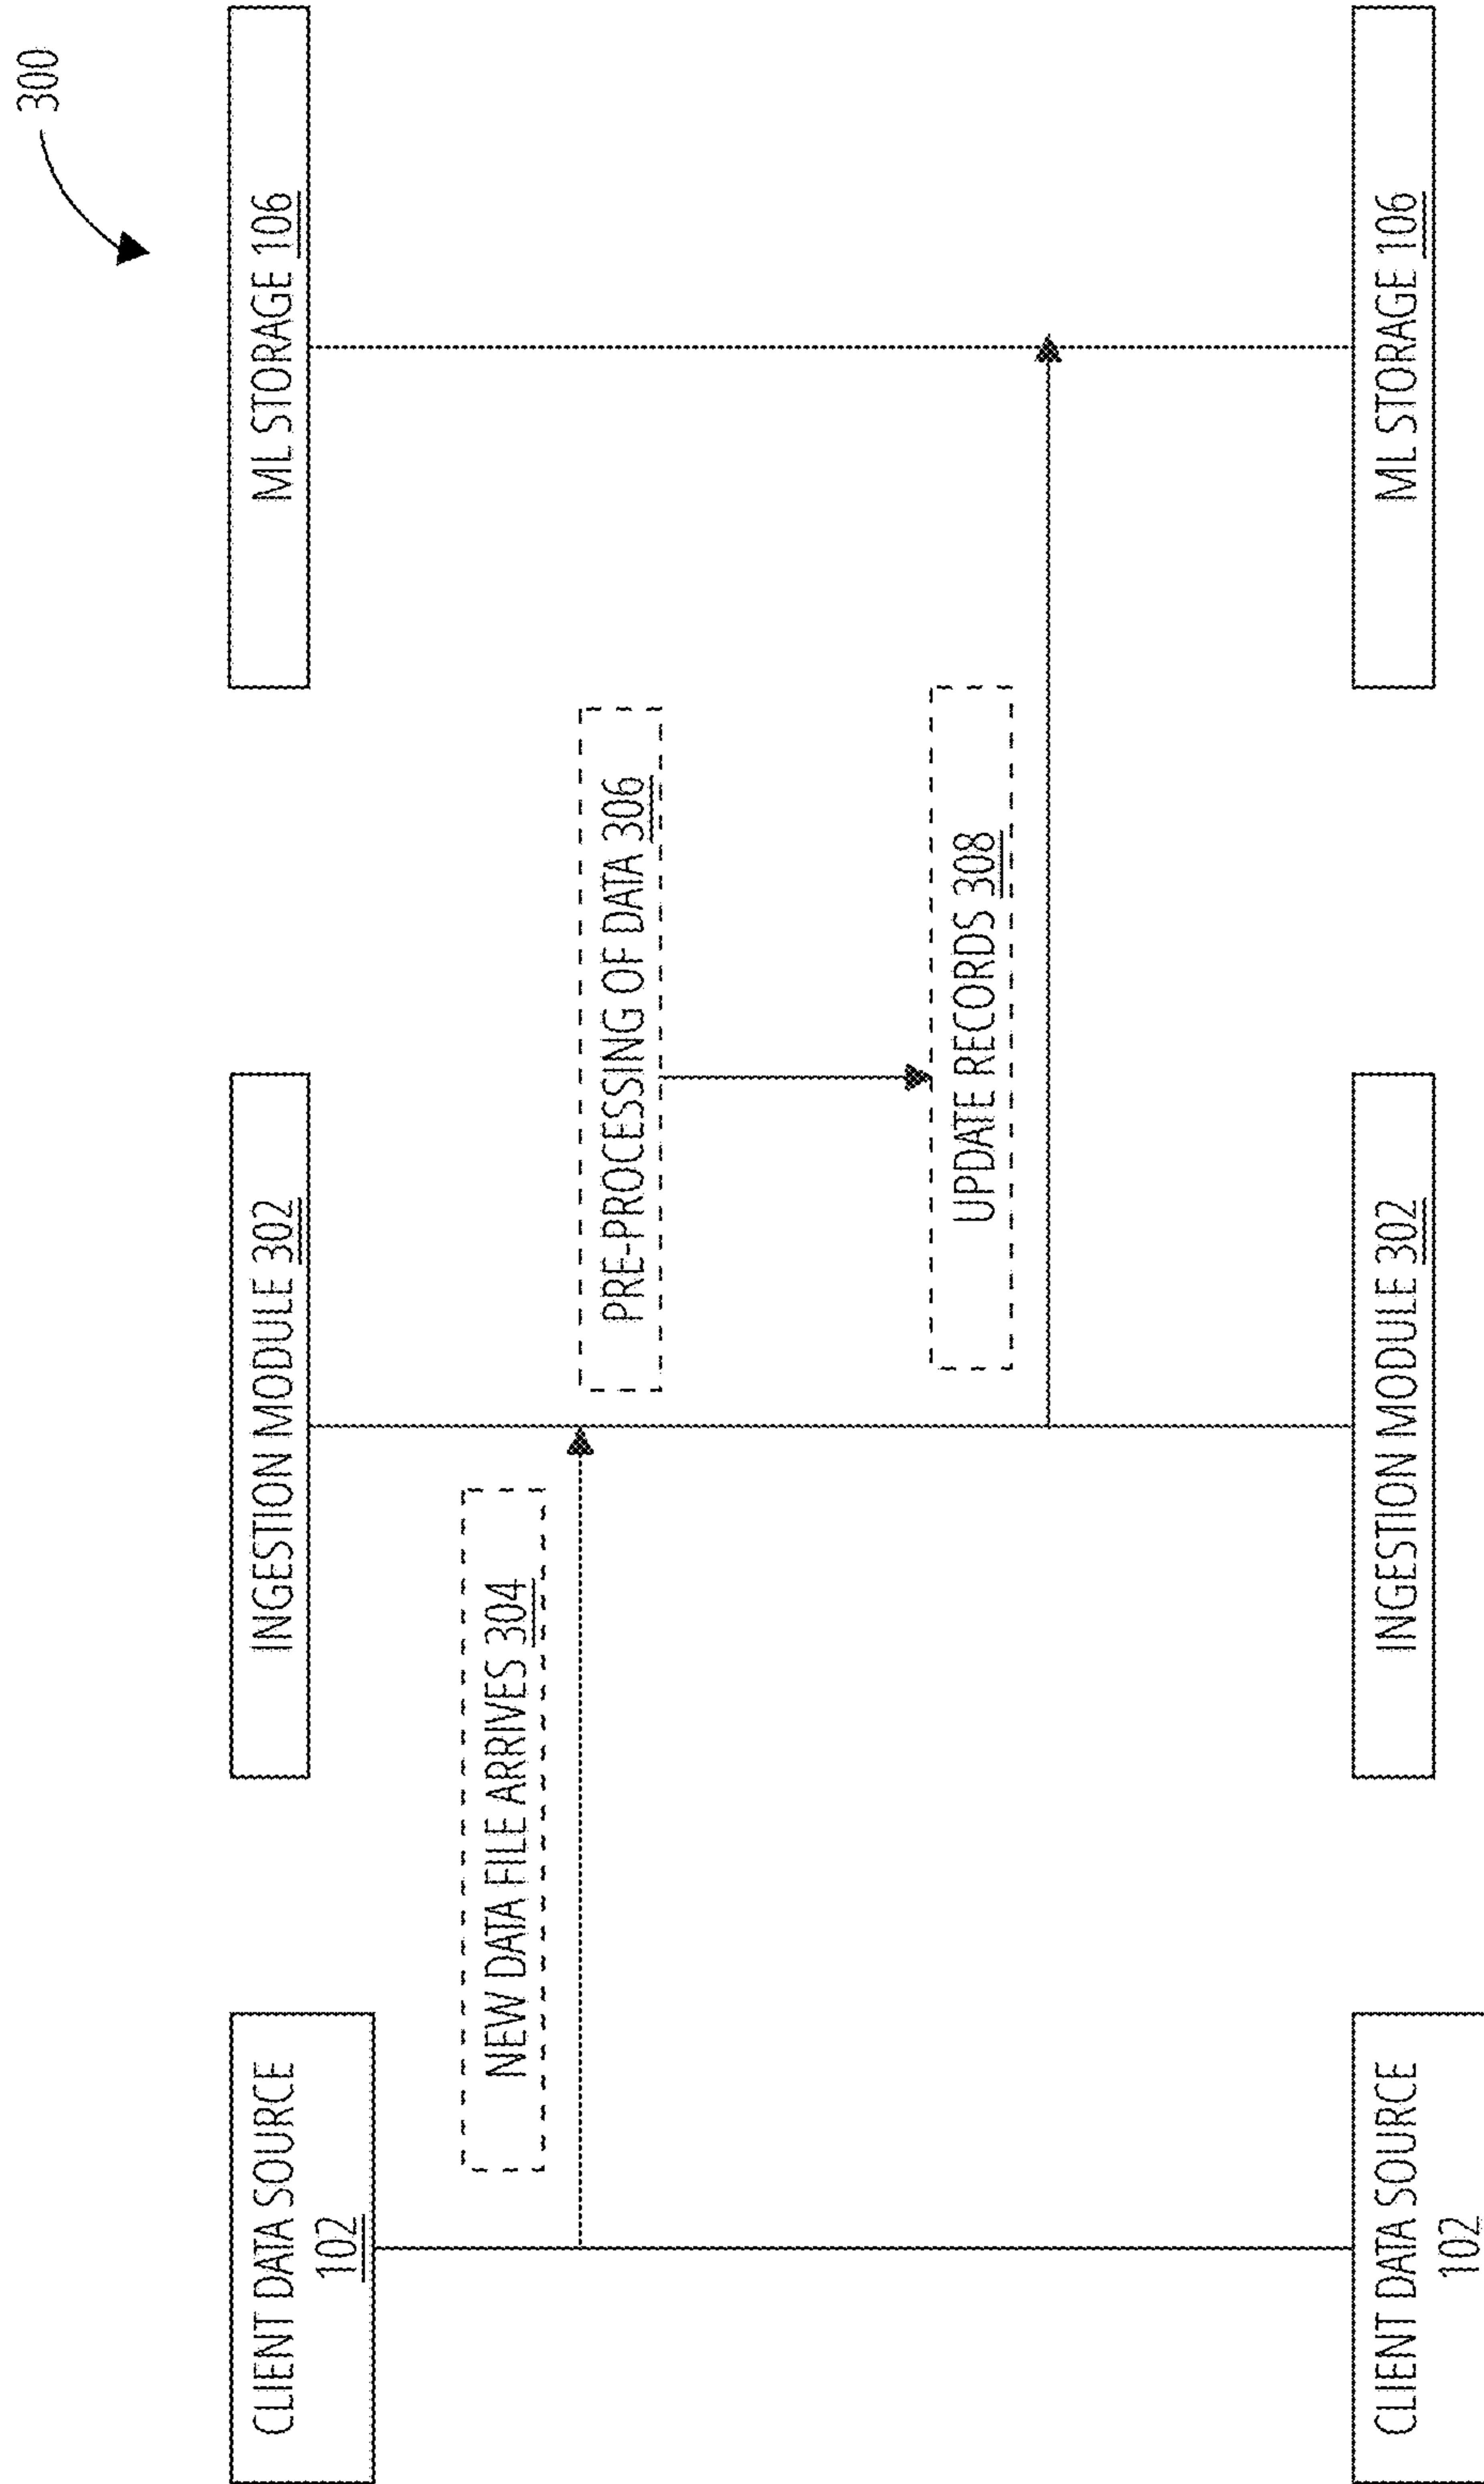 300
CLIENT DATA SOURCE
102
INGESTION MODULE 302
ML STORAGE 106
NEW DATA FILE ARRIVES 304
PRE-PROCESSING OF DATA 306
UPDATE RECORDS 308
CLIENT DATA SOURCE
102
INGESTION MODULE 302
ML STORAGE 106